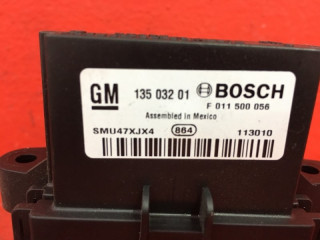 GM 135 032 01 BOSCH
F 011 500 056
Assembled in Mexico
SMU47XJX4 864 113010